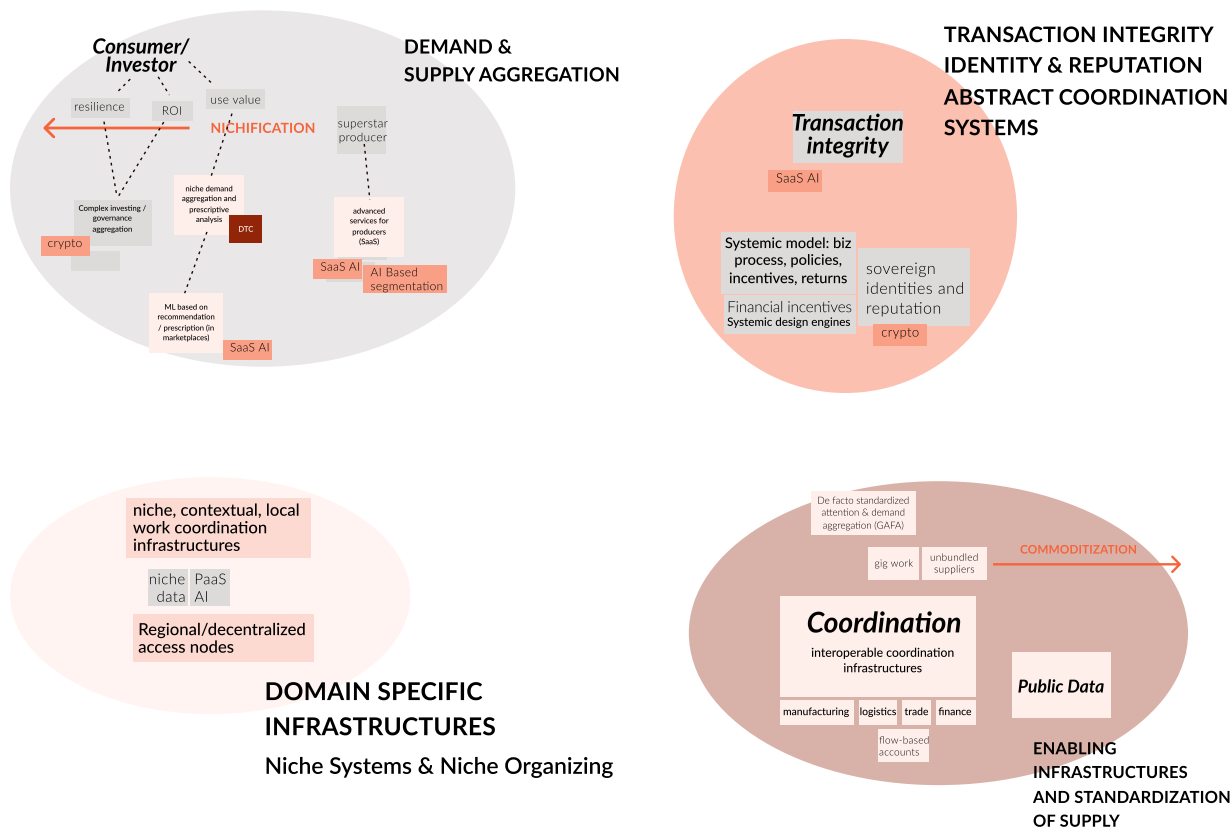 Consumer/
Investor
DEMAND &
SUPPLY AGGREGATION
resilience
ROI
use value
NICHIFICATION
superstar
producer
niche demand
aggregation and
prescriptive
analysis
DTC
Complex investing /
governance
aggregation
crypto
advanced
services for
producers
(SaaS)
SaaS AI
AI Based
segmentation
ML based on
recommendation
/ prescription (in
marketplaces)
SaaS AI
TRANSACTION INTEGRITY
IDENTITY & REPUTATION
ABSTRACT COORDINATION
SYSTEMS
Transaction
integrity
SaaS AI
Systemic model: biz
process, policies,
incentives, returns
Financial incentives
Systemic design engines
sovereign
identities and
reputation
crypto
niche, contextual, local
work coordination
infrastructures
niche
data
PaaS
AI
Regional/decentralized
access nodes
DOMAIN SPECIFIC
INFRASTRUCTURES
Niche Systems & Niche Organizing
De facto standardized
attention & demand
aggregation (GAFA)
gig work
unbundled
suppliers
COMMODITIZATION
Coordination
interoperable coordination
infrastructures
manufacturing
logistics
trade
finance
flow-based
accounts
Public Data
ENABLING
INFRASTRUCTURES
AND STANDARDIZATION
OF SUPPLY